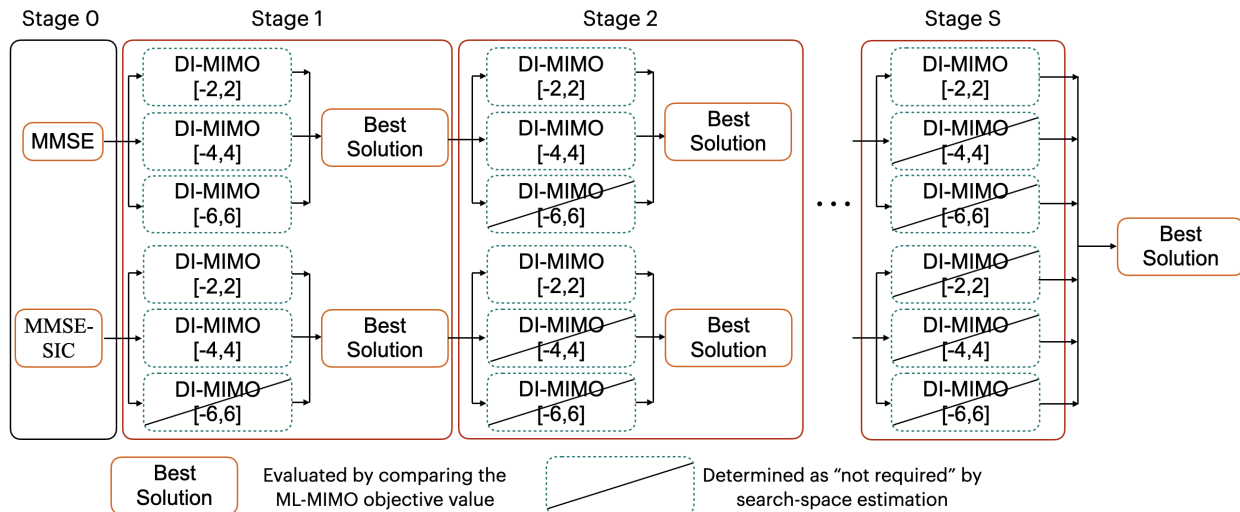 Stage 0
Stage 1
Stage 2
Stage S
MMSE
DI-MIMO
[-2,2]
DI-MIMO
[-4,4]
DI-MIMO
[-6,6]
Best
Solution
DI-MIMO
[-2,2]
DI-MIMO
[-4,4]
DI-MIMO
[-6,6]
Best
Solution
...
DI-MIMO
[-2,2]
DI-MIMO
[-4,4]
DI-MIMO
[-6,6]
MMSE-
SIC
DI-MIMO
[-2,2]
DI-MIMO
[-4,4]
DI-MIMO
[-6,6]
Best
Solution
DI-MIMO
[-2,2]
DI-MIMO
[-4,4]
DI-MIMO
[-6,6]
Best
Solution
DI-MIMO
[-2,2]
DI-MIMO
[-4,4]
DI-MIMO
[-6,6]
Best
Solution
Best
Solution
Evaluated by comparing the
ML-MIMO objective value
Determined as “not required” by
search-space estimation